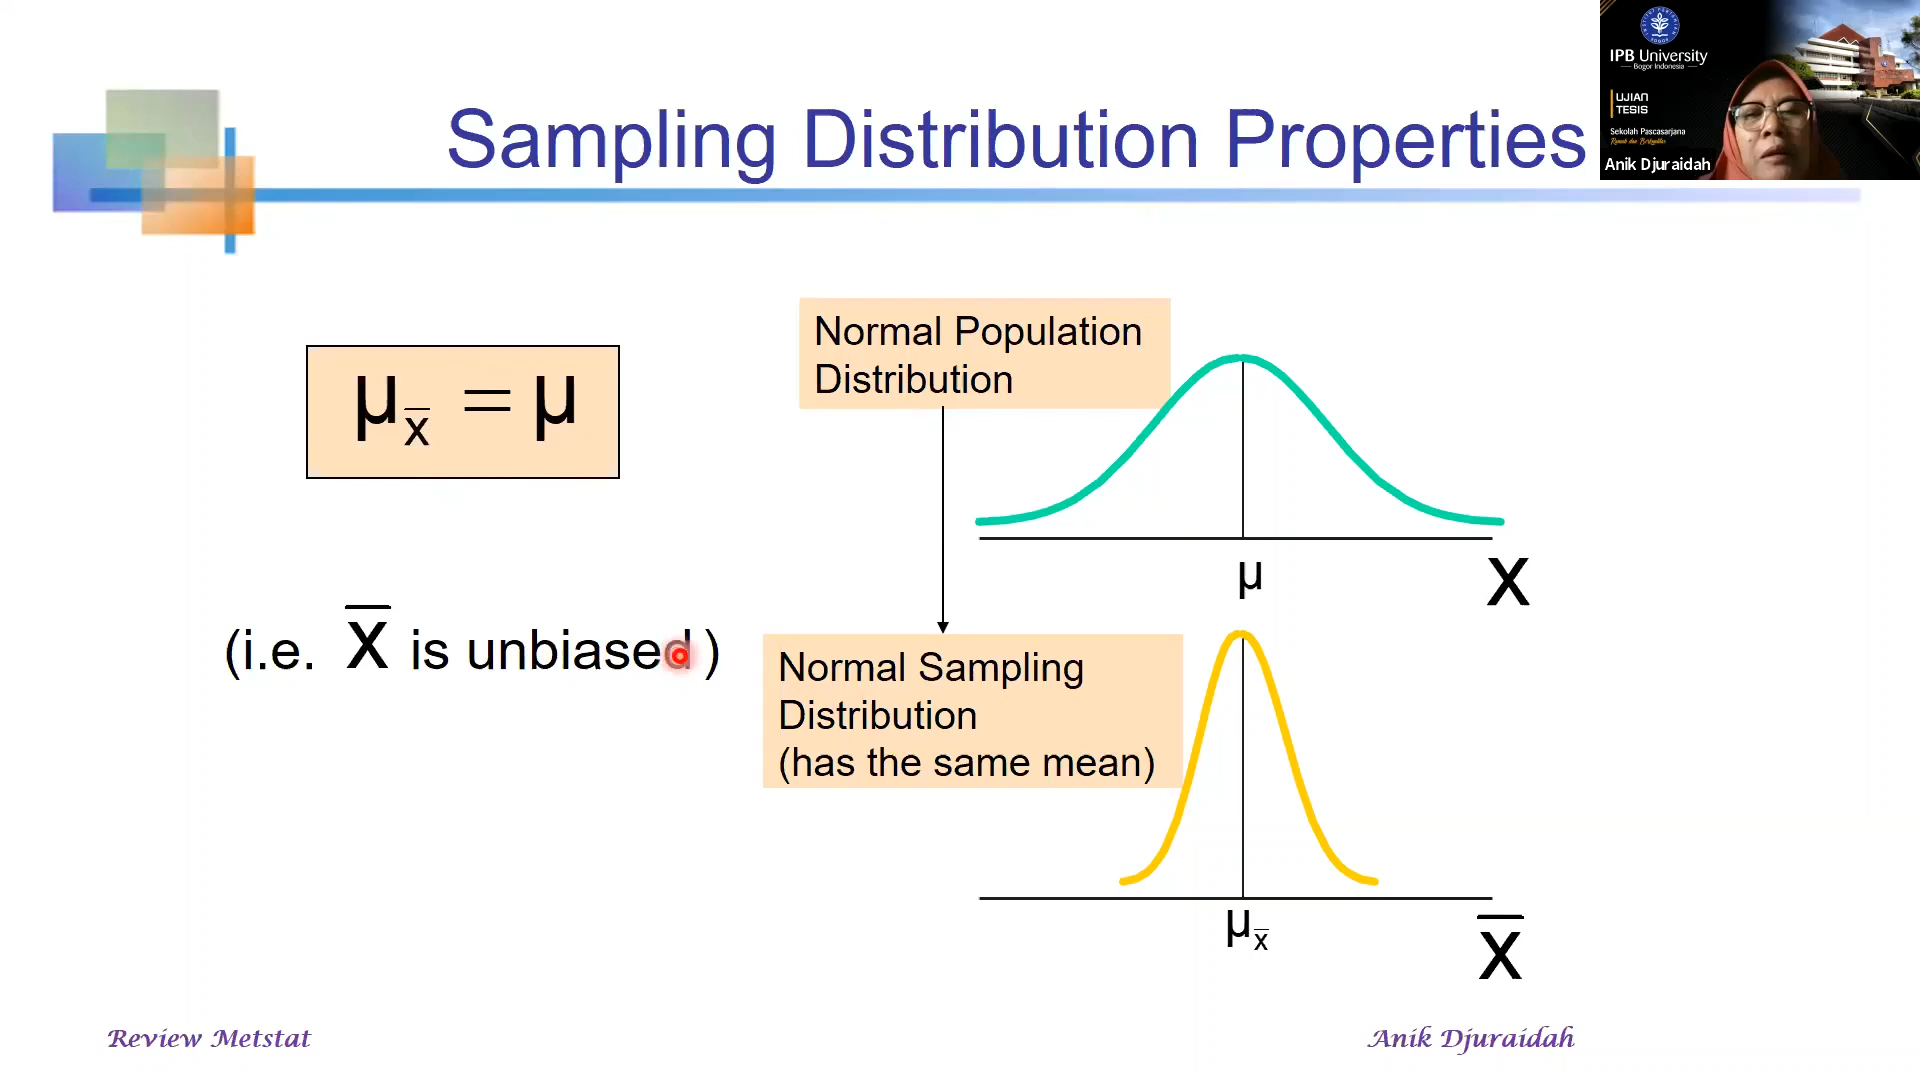 IPB University
Bogor Indonesia
UJIAN
TESIS
Sekolah Pascasarjana
Anik Djuraidah
Sampling Distribution Properties
Normal Population
Distribution
μx̅ = μ
μ
X
(i.e. x̅ is unbiased)
Normal Sampling
Distribution
(has the same mean)
μx̅
x̅
Review Metstat
Anik Djuraidah